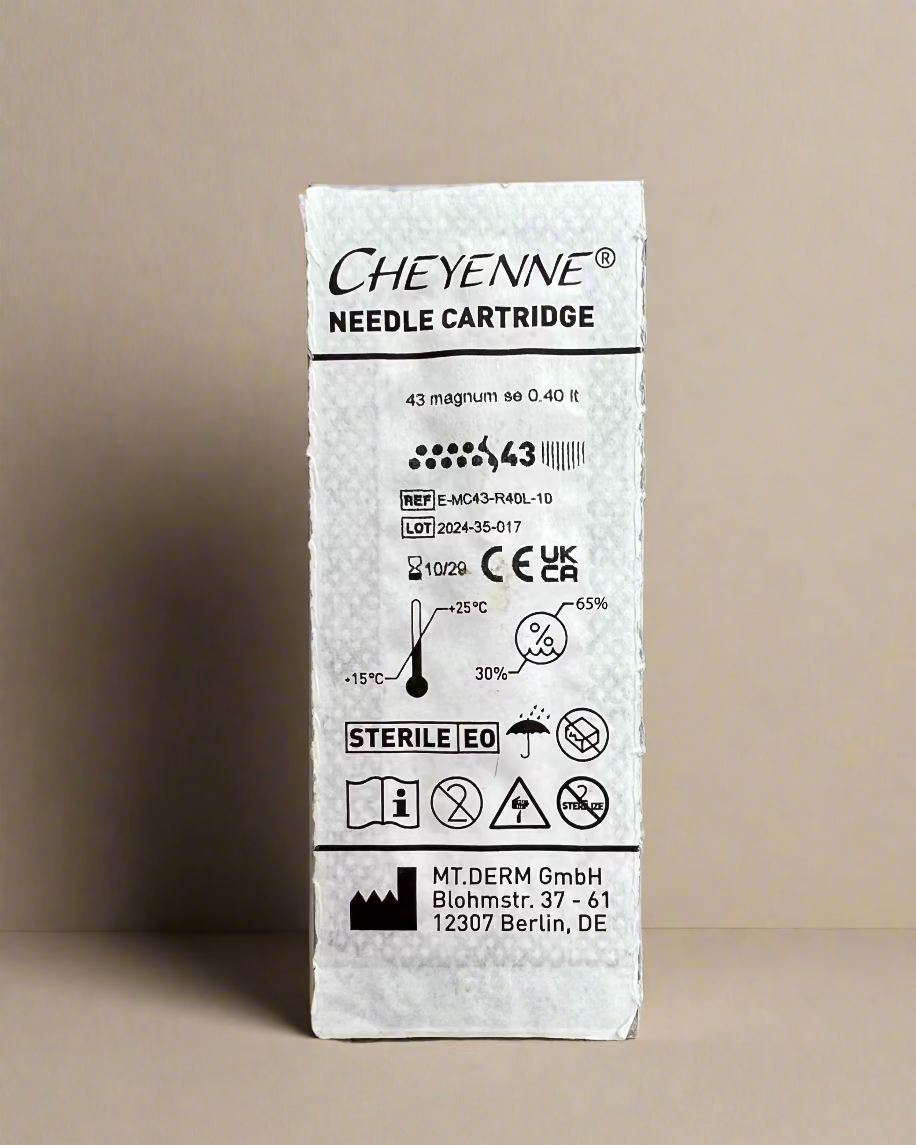 CHEYENNE®
NEEDLE CARTRIDGE
43 magnum se 0.40 lt
43
REF E-MC43-R40L-10
LOT 2024-35-017
10/29 CE UK CA
+25°C 65%
+15°C 30%
%
STERILE EO
i 2 2 STERILIZE
MT.DERM GmbH
Blohmstr. 37 - 61
12307 Berlin, DE